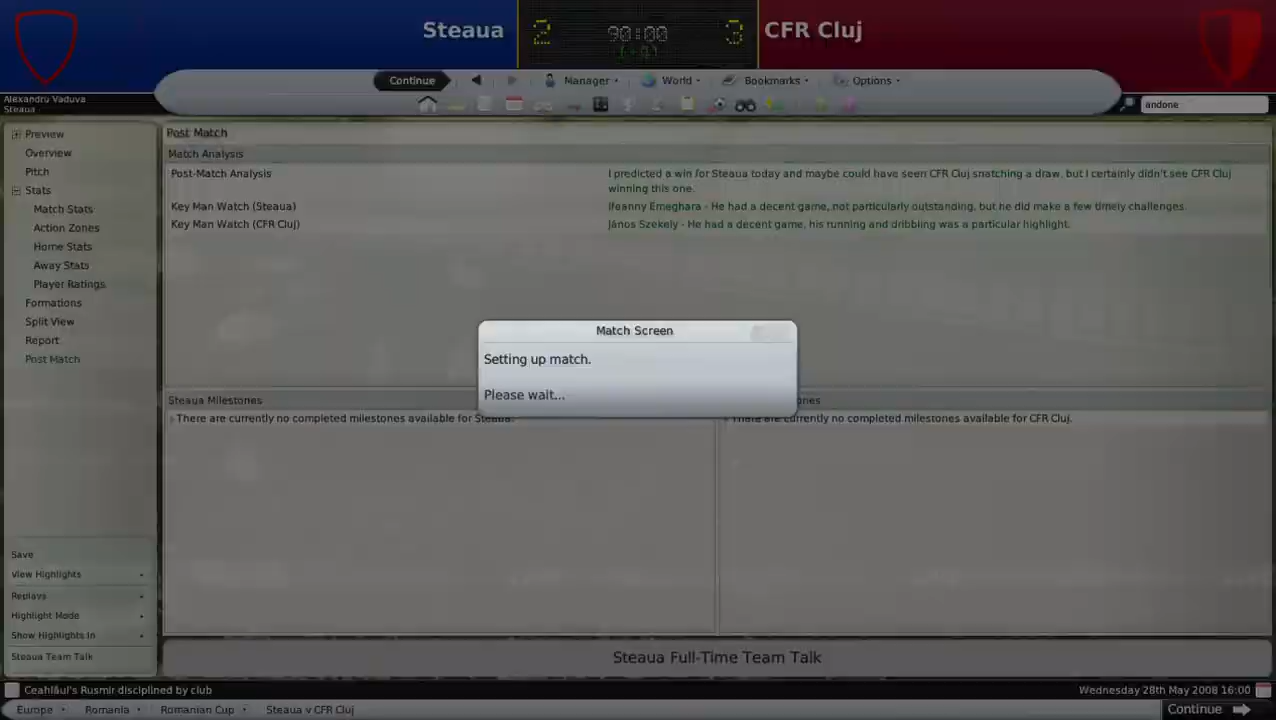 Steaua
2
90:00
(+0)
3
CFR Cluj
Continue
Manager
World
Bookmarks
Options
Alexandru Vaduva
Steaua
andone
Preview
Overview
Pitch
Stats
Match Stats
Action Zones
Home Stats
Away Stats
Player Ratings
Formations
Split View
Report
Post Match
Save
View Highlights
Replays
Highlight Mode
Show Highlights In
Steaua Team Talk
Post Match
Match Analysis
Post-Match Analysis
I predicted a win for Steaua today and maybe could have seen CFR Cluj snatching a draw, but I certainly didn't see CFR Cluj
winning this one.
Key Man Watch (Steaua)
Ifeanny Emeghara - He had a decent game, not particularly outstanding, but he did make a few timely challenges.
Key Man Watch (CFR Cluj)
János Szekely - He had a decent game, his running and dribbling was a particular highlight.
Match Screen
Setting up match.
Please wait...
Steaua Milestones
There are currently no completed milestones available for Steaua.
There are currently no completed milestones available for CFR Cluj.
Steaua Full-Time Team Talk
Ceahlăul's Rusmir disciplined by club
Wednesday 28th May 2008 16:00
Europe
Romania
Romanian Cup
Steaua v CFR Cluj
Continue